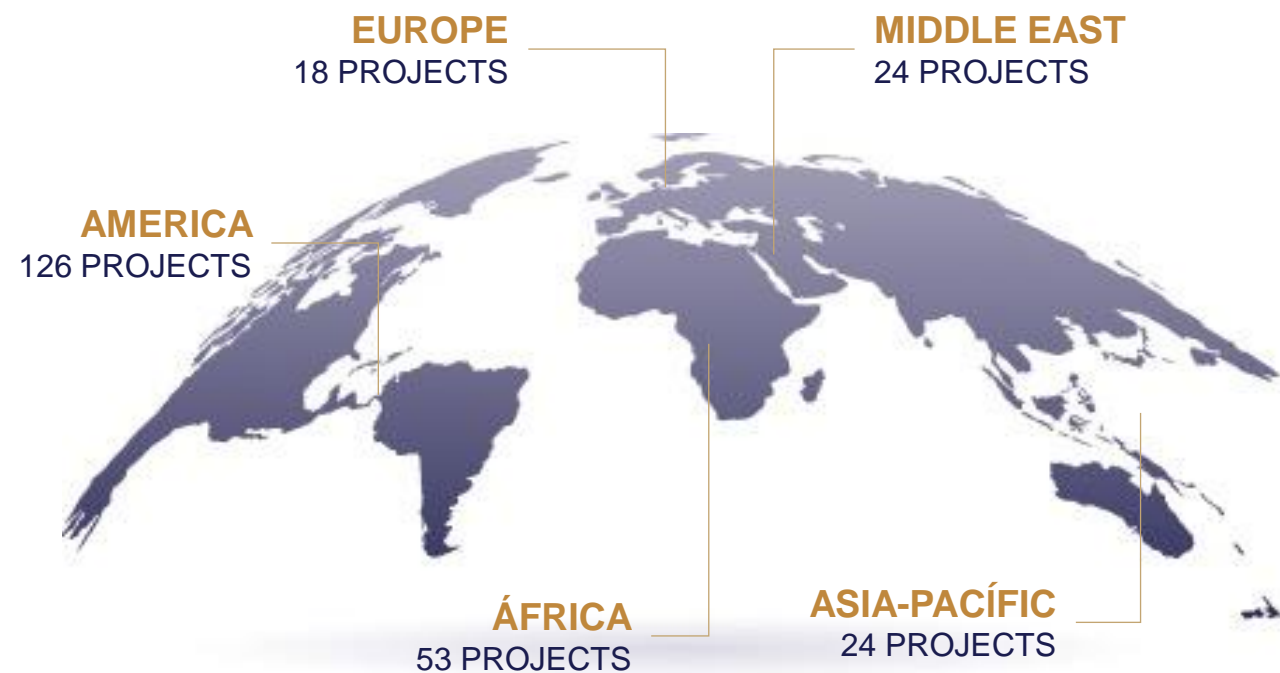 EUROPE
18 PROJECTS
MIDDLE EAST
24 PROJECTS
AMERICA
126 PROJECTS
ÁFRICA
53 PROJECTS
ASIA-PACÍFIC
24 PROJECTS